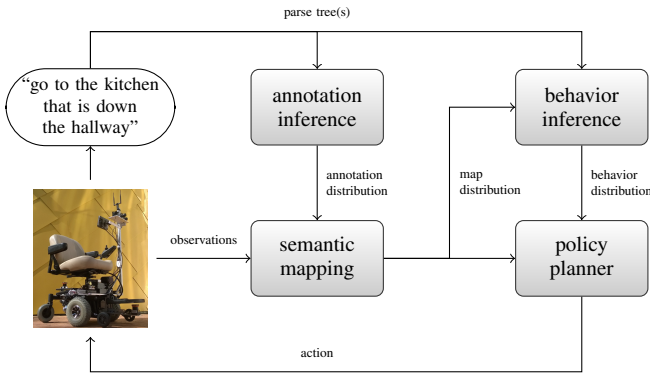 parse tree(s)
“go to the kitchen
that is down
the hallway”
annotation
inference
behavior
inference
annotation
distribution
map
distribution
behavior
distribution
observations
semantic
mapping
policy
planner
action